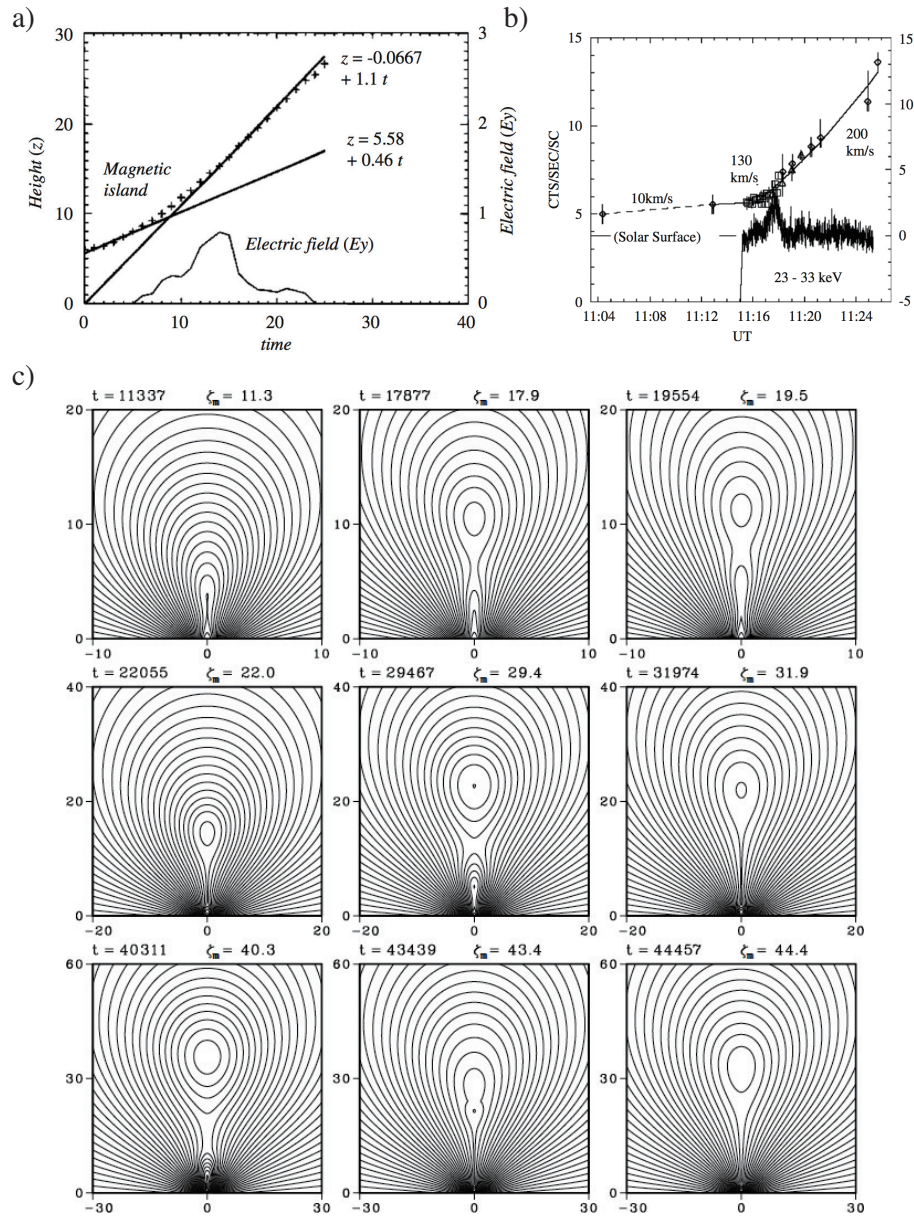 a)
30
20
10
0
Height (z)
0
10
20
30
40
time
3
2
1
0
Electric field (Ey)
z = -0.0667
+ 1.1 t
z = 5.58
+ 0.46 t
Magnetic
island
Electric field (Ey)
b)
15
10
5
0
CTS/SEC/SC
15
10
5
0
-5
200
km/s
130
km/s
10km/s
(Solar Surface)
23 - 33 keV
11:04
11:08
11:12
11:16
11:20
11:24
UT
c)
t = 11337 ζm = 11.3
20
10
0
-10
0
10
t = 17877 ζm = 17.9
20
10
0
-10
0
10
t = 19554 ζm = 19.5
20
10
0
-10
0
10
t = 22055 ζm = 22.0
40
20
0
-20
0
20
t = 29467 ζm = 29.4
40
20
0
-20
0
20
t = 31974 ζm = 31.9
40
20
0
-20
0
20
t = 40311 ζm = 40.3
60
30
0
-30
0
30
t = 43439 ζm = 43.4
60
30
0
-30
0
30
t = 44457 ζm = 44.4
60
30
0
-30
0
30